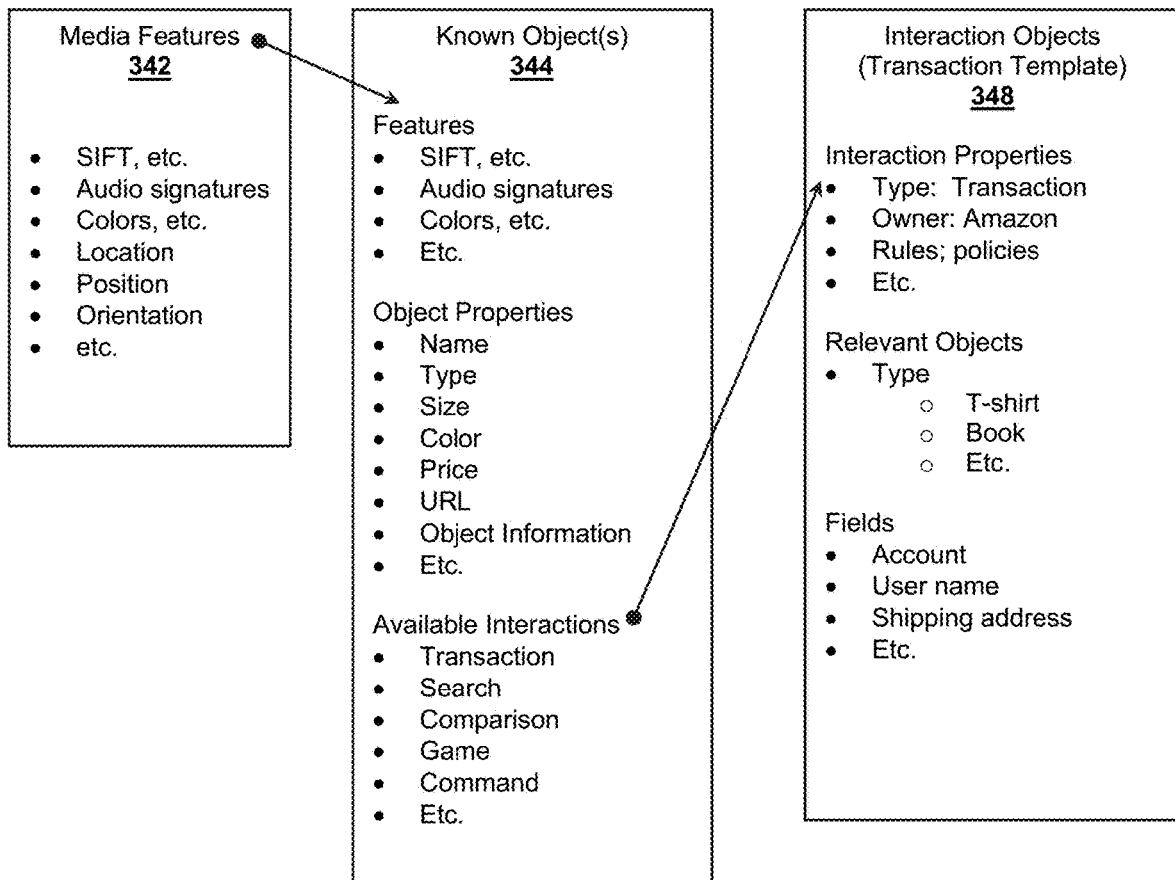 Media Features
342
• SIFT, etc.
• Audio signatures
• Colors, etc.
• Location
• Position
• Orientation
• etc.
Known Object(s)
344
Features
• SIFT, etc.
• Audio signatures
• Colors, etc.
• Etc.
Object Properties
• Name
• Type
• Size
• Color
• Price
• URL
• Object Information
• Etc.
Available Interactions
• Transaction
• Search
• Comparison
• Game
• Command
• Etc.
Interaction Objects
(Transaction Template)
348
Interaction Properties
• Type: Transaction
• Owner: Amazon
• Rules; policies
• Etc.
Relevant Objects
• Type
○ T-shirt
○ Book
○ Etc.
Fields
• Account
• User name
• Shipping address
• Etc.